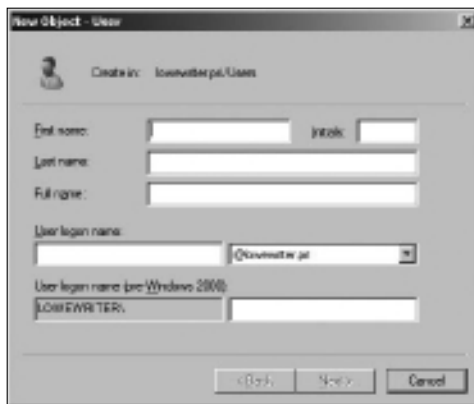 New Object - User
Create in: lowewriter.pri/Users
First name: Initials:
Last name:
Full name:
User logon name:
@lowewriter.pri
User logon name (pre-Windows 2000):
LOWEWRITER\
< Back Next > Cancel